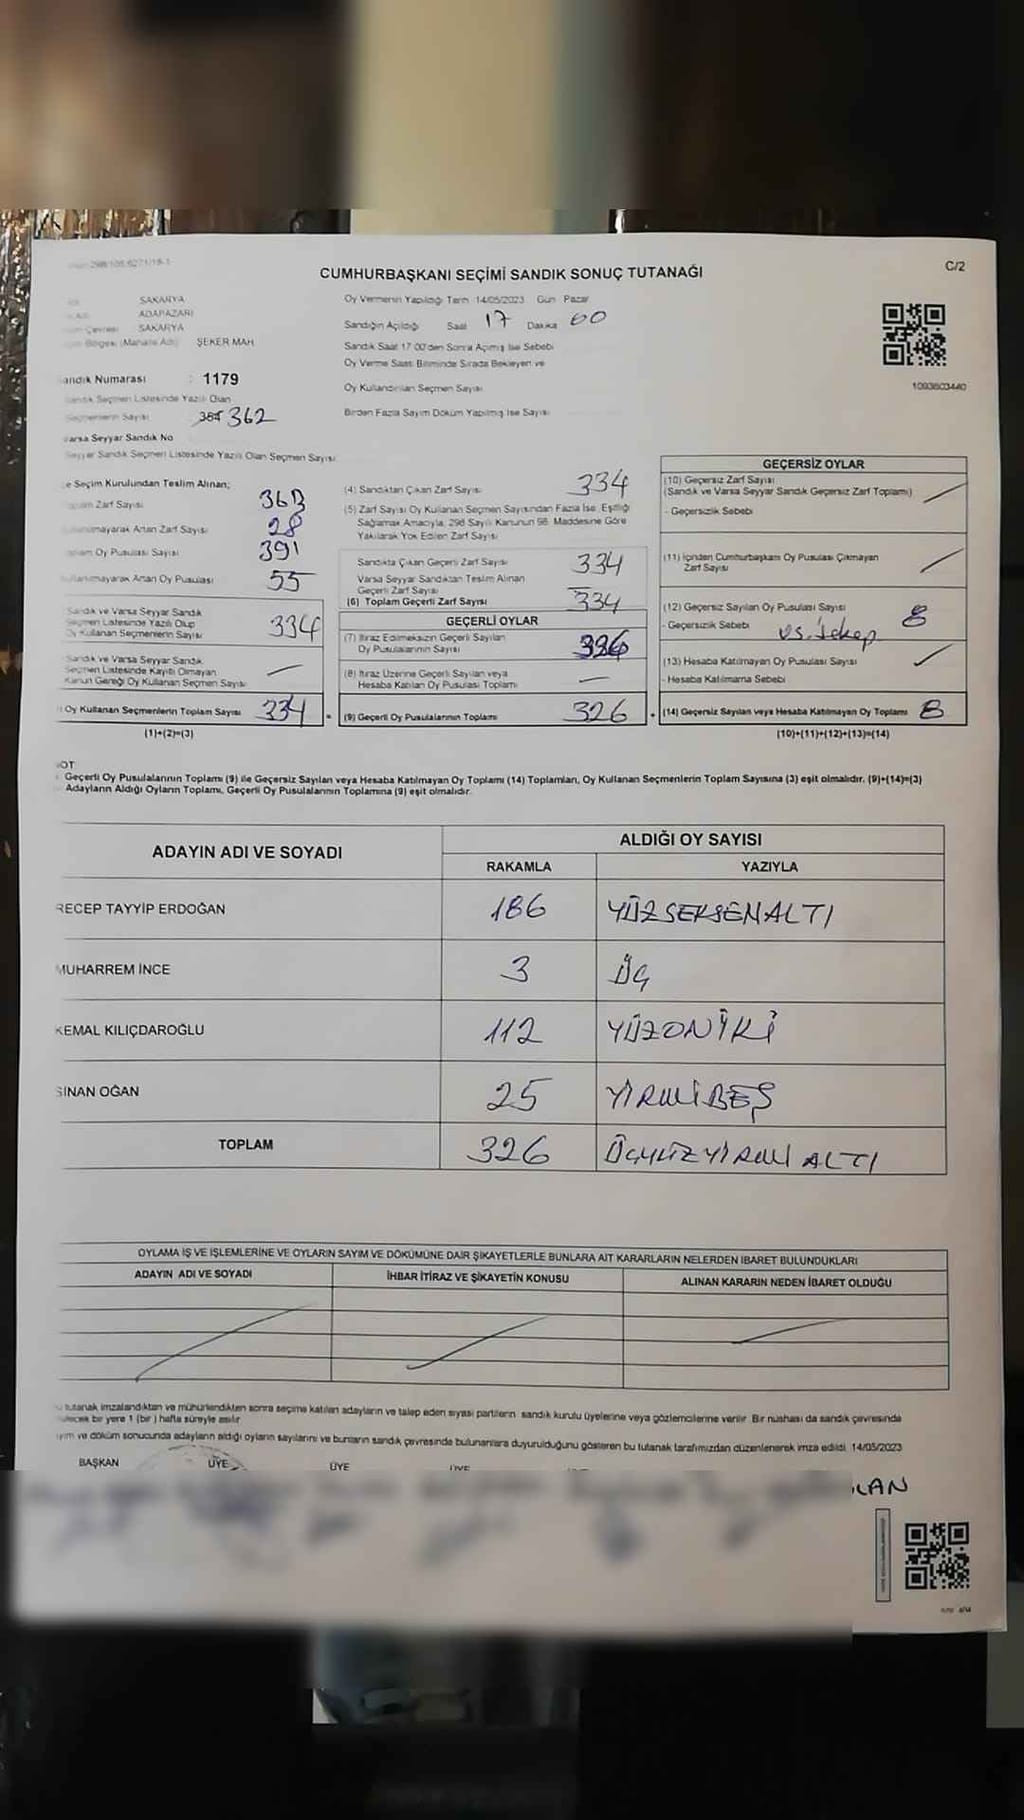 C/2
CUMHURBAŞKANI SEÇİMİ SANDIK SONUÇ TUTANAĞI
SAKARYA
ADAPAZARI
SAKARYA
Bölgesi (Mahalle Adı) ŞEKER MAH
andık Numarası : 1179
Sandık Seçmen Listesinde Yazılı Olan
Seçmenlerin Sayısı 362
Varsa Seyyar Sandık No
Seyyar Sandık Seçmen Listesinde Yazılı Olan Seçmen Sayısı
Oy Vermenin Yapıldığı Tarih 14/05/2023 Gün Pazar
Sandığın Açıldığı Saat 17 Dakika 00
Sandık Saat 17:00'den Sonra Açılmış İse Sebebi
Oy Verme Saati Bitiminde Sırada Bekleyen ve
Oy Kullandırılan Seçmen Sayısı
Birden Fazla Sayım Döküm Yapılmış İse Sayısı
1093603440
e Seçim Kurulundan Teslim Alınan;
Zarf Sayısı
Artan Zarf Sayısı 28
Oy Pusulası Sayısı 391
Artan Oy Pusulası 55
Sandık ve Varsa Seyyar Sandık
Seçmen Listesinde Yazılı Olup
Oy Kullanan Seçmenlerin Sayısı 334
Sandık ve Varsa Seyyar Sandık
Seçmen Listesinde Kayıtlı Olmayan
Kanun Gereği Oy Kullanan Seçmen Sayısı
Oy Kullanan Seçmenlerin Toplam Sayısı 334
(1)+(2)=(3)
(4) Sandıktan Çıkan Zarf Sayısı 334
(5) Zarf Sayısı Oy Kullanan Seçmen Sayısından Fazla İse, Eşitliği
Sağlamak Amacıyla, 298 Sayılı Kanunun 98. Maddesine Göre
Yakılarak Yok Edilen Zarf Sayısı
Sandıkta Çıkan Geçerli Zarf Sayısı 334
Varsa Seyyar Sandıktan Teslim Alınan
Geçerli Zarf Sayısı
(6) Toplam Geçerli Zarf Sayısı 334
GEÇERLİ OYLAR
(7) İtiraz Edilmeksizin Geçerli Sayılan
Oy Pusulalarının Sayısı 326
(8) İtiraz Üzerine Geçerli Sayılan veya
Hesaba Katılan Oy Pusulası Toplamı
(9) Geçerli Oy Pusulalarının Toplamı 326
GEÇERSİZ OYLAR
(10) Geçersiz Zarf Sayısı
(Sandık ve Varsa Seyyar Sandık Geçersiz Zarf Toplamı)
- Geçersizlik Sebebi
(11) İçinden Cumhurbaşkanı Oy Pusulası Çıkmayan
Zarf Sayısı
(12) Geçersiz Sayılan Oy Pusulası Sayısı 8
- Geçersizlik Sebebi
(13) Hesaba Katılmayan Oy Pusulası Sayısı
- Hesaba Katılmama Sebebi
(14) Geçersiz Sayılan veya Hesaba Katılmayan Oy Toplamı 8
(10)+(11)+(12)+(13)=(14)
Geçerli Oy Pusulalarının Toplamı (9) ile Geçersiz Sayılan veya Hesaba Katılmayan Oy Toplamı (14) Toplamları, Oy Kullanan Seçmenlerin Toplam Sayısına (3) eşit olmalıdır. (9)+(14)=(3)
Adayların Aldığı Oyların Toplamı, Geçerli Oy Pusulalarının Toplamına (9) eşit olmalıdır.
ADAYIN ADI VE SOYADI ALDIĞI OY SAYISI
RAKAMLA YAZIYLA
RECEP TAYYİP ERDOĞAN 186 YÜZSEKSENALTI
MUHARREM İNCE 3 ÜÇ
KEMAL KILIÇDAROĞLU 112 YÜZONİKİ
SİNAN OĞAN 25 YİRMİBEŞ
TOPLAM 326 ÜÇYÜZYİRMİ ALTI
OYLAMA İŞ VE İŞLEMLERİNE VE OYLARIN SAYIM VE DÖKÜMÜNE DAİR ŞİKAYETLERLE BUNLARA AİT KARARLARIN NELERDEN İBARET BULUNDUKLARI
ADAYIN ADI VE SOYADI İHBAR İTİRAZ VE ŞİKAYETİN KONUSU ALINAN KARARIN NEDEN İBARET OLDUĞU
tutanak imzalandıktan ve mühürlendikten sonra seçime katılan adayların ve talep eden siyasi partilerin sandık kurulu üyelerine veya gözlemcilerine verilir. Bir nüshası da sandık çevresinde
bir yere 1 (bir) hafta süreyle asılır
ve döküm sonucunda adayların aldığı oyların sayılarını ve bunların sandık çevresinde bulunanlara duyurulduğunu gösteren bu tutanak tarafımızdan düzenlenerek imza edildi. 14/05/2023
BAŞKAN ÜYE ÜYE ÜYE
LAN